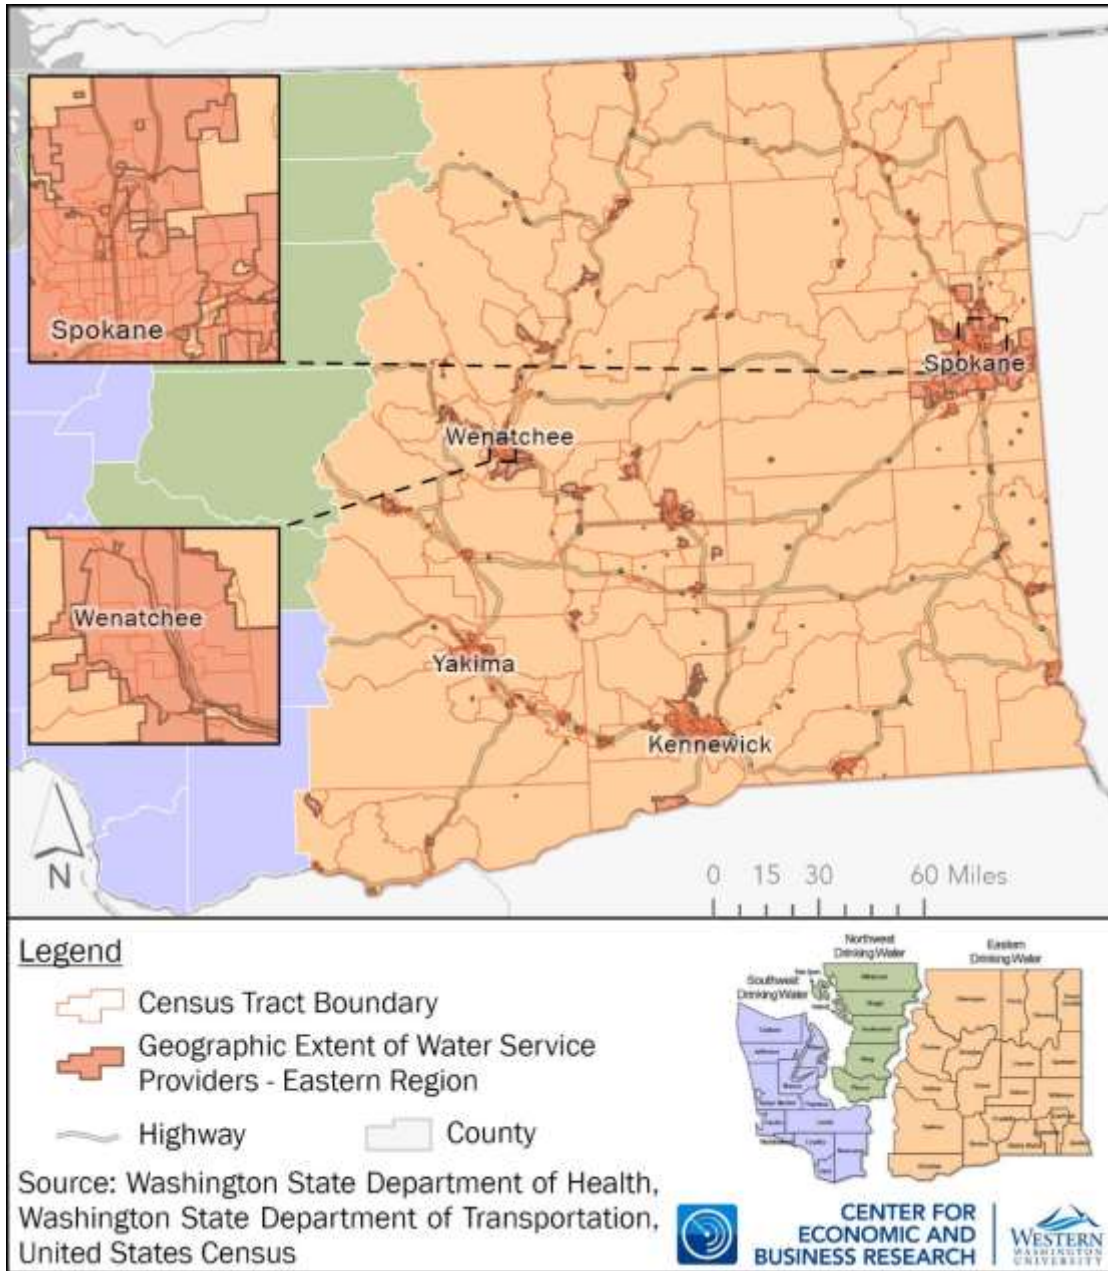 Spokane
Spokane
Wenatchee
Wenatchee
P
Yakima
Kennewick
N
0 15 30 60 Miles
Legend
Census Tract Boundary
Geographic Extent of Water Service
Providers - Eastern Region
Highway
County
Source: Washington State Department of Health,
Washington State Department of Transportation,
United States Census
Northwest
Drinking Water
Eastern
Drinking Water
Southwest
Drinking Water
CENTER FOR
ECONOMIC AND
BUSINESS RESEARCH
WESTERN
WASHINGTON
UNIVERSITY